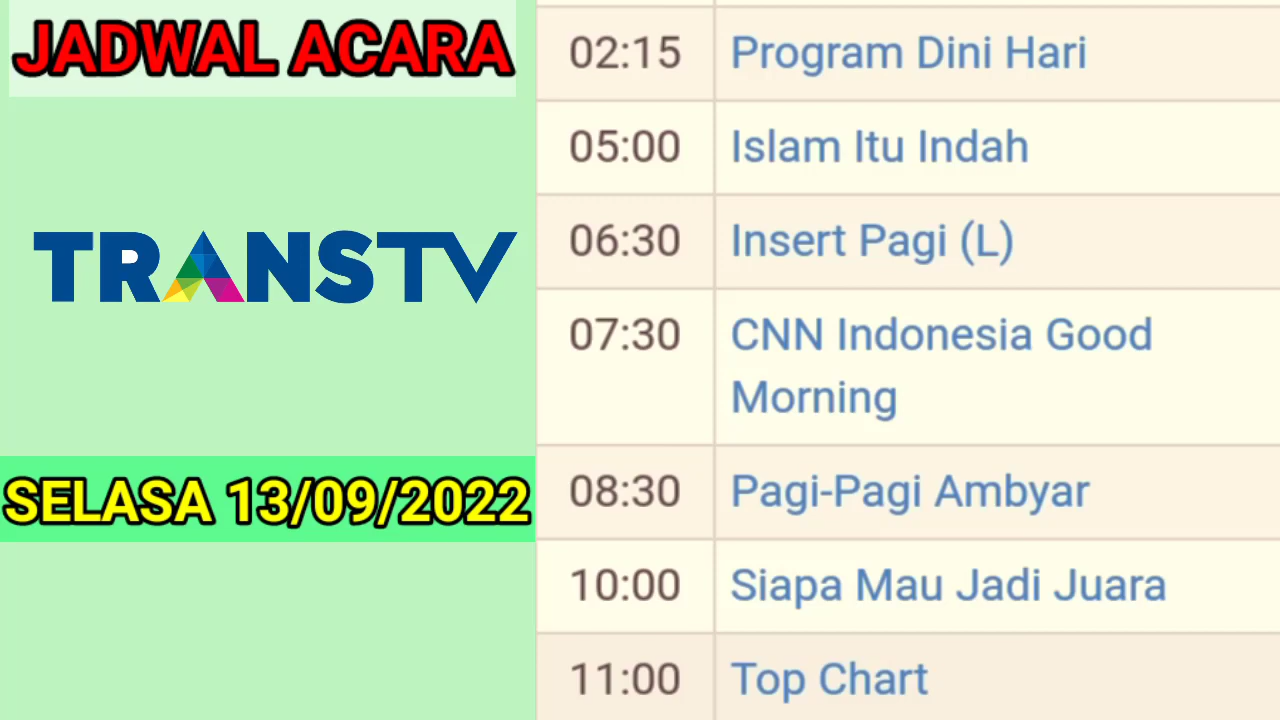 JADWAL ACARA
TRANSTV
SELASA 13/09/2022
02:15 Program Dini Hari
05:00 Islam Itu Indah
06:30 Insert Pagi (L)
07:30 CNN Indonesia Good
Morning
08:30 Pagi-Pagi Ambyar
10:00 Siapa Mau Jadi Juara
11:00 Top Chart